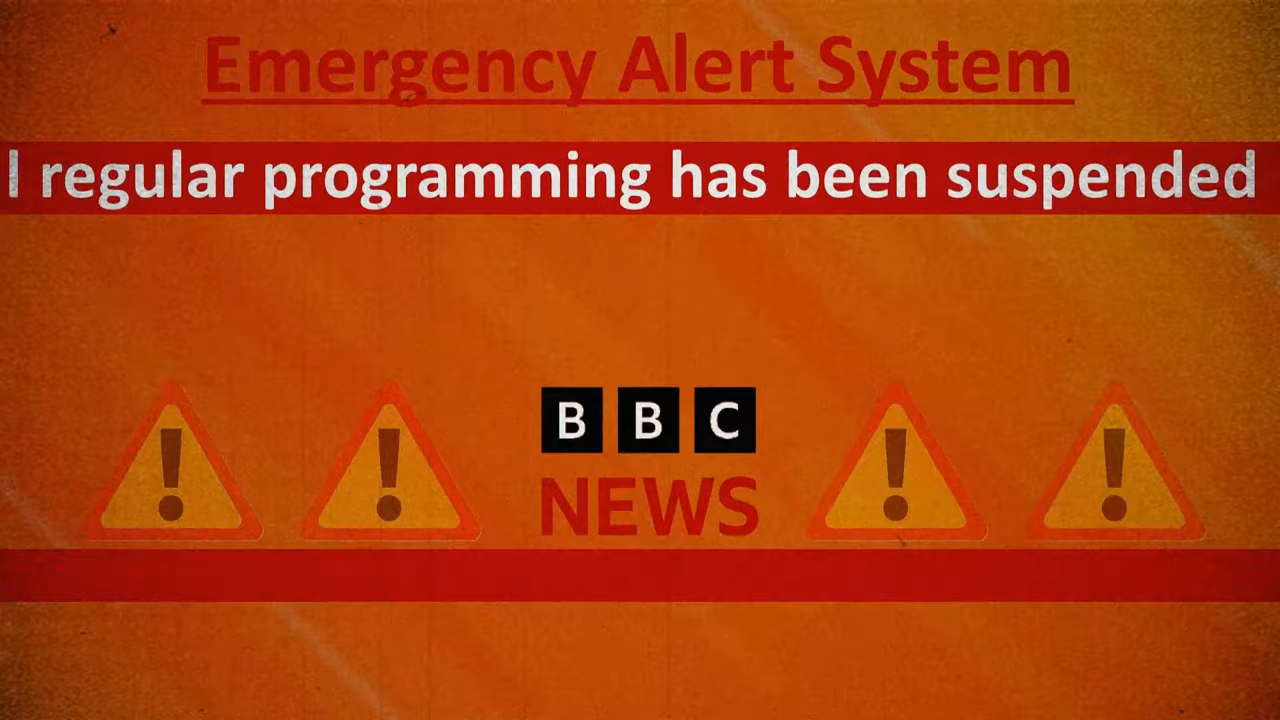 Emergency Alert System
l regular programming has been suspended
! ! BBC ! !
NEWS